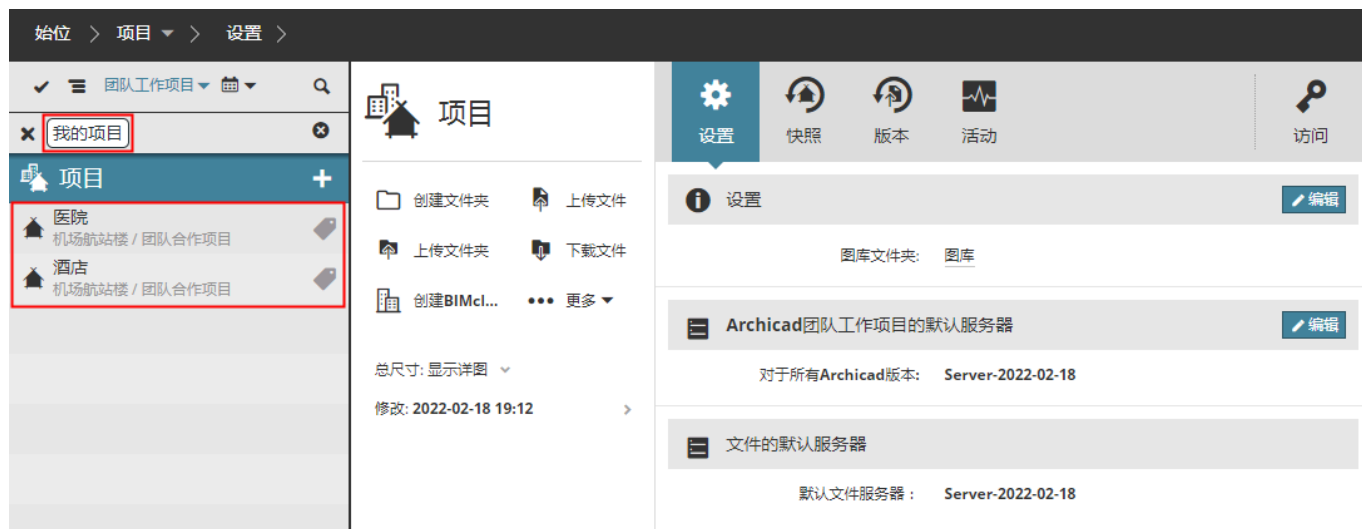 始位 > 项目 > 设置 >
团队工作项目
我的项目
项目
医院
机场航站楼 / 团队合作项目
酒店
机场航站楼 / 团队合作项目
项目
创建文件夹 上传文件
上传文件夹 下载文件
创建BIMcl... 更多
总尺寸: 显示详图
修改: 2022-02-18 19:12
设置 快照 版本 活动 访问
设置 编辑
图库文件夹: 图库
Archicad团队工作项目的默认服务器 编辑
对于所有Archicad版本: Server-2022-02-18
文件的默认服务器
默认文件服务器： Server-2022-02-18